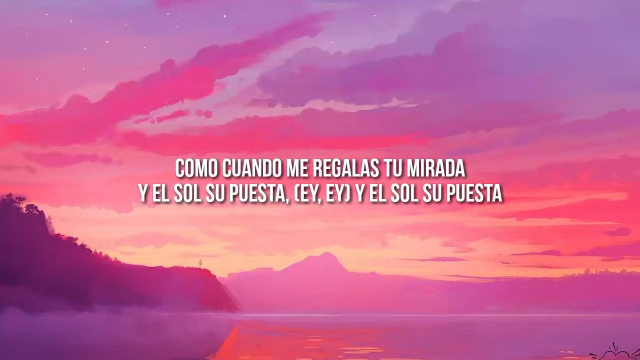 COMO CUANDO ME REGALAS TU MIRADA
Y EL SOL SU PUESTA, (EY, EY) Y EL SOL SU PUESTA